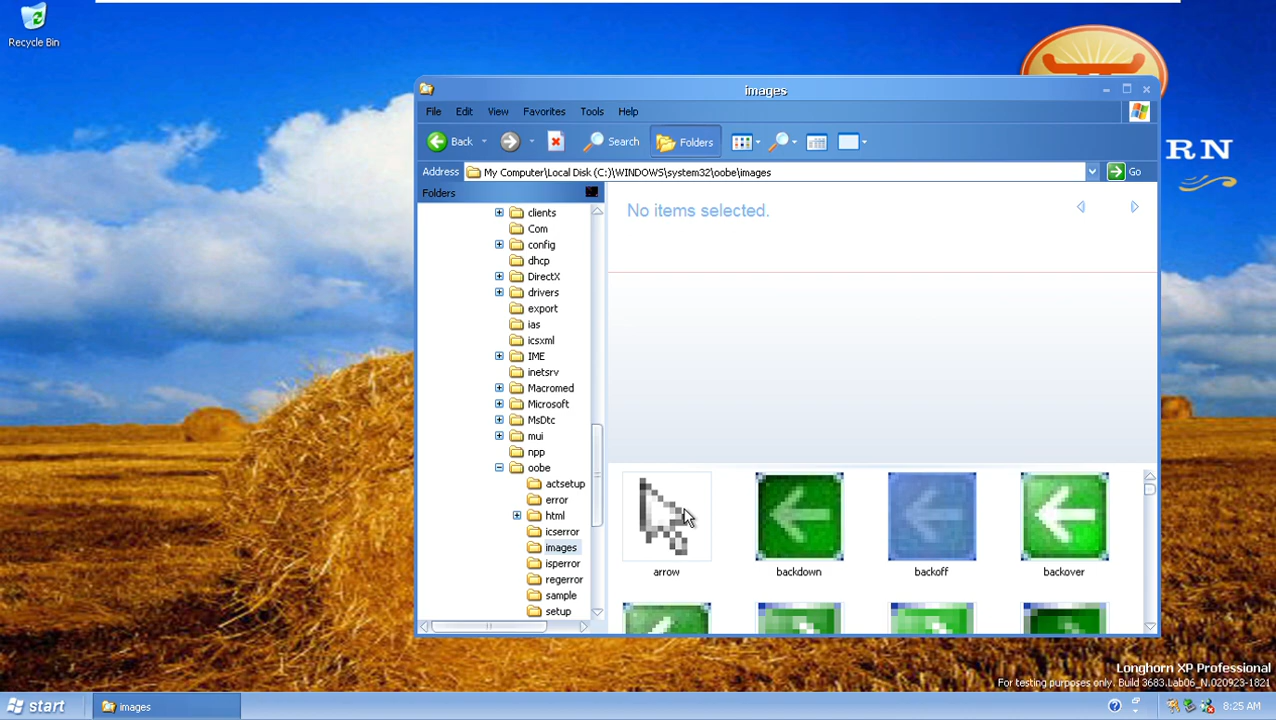 Recycle Bin
images
File Edit View Favorites Tools Help
Back Search Folders
Address My Computer\Local Disk (C:)\WINDOWS\system32\oobe\images Go
RN
Folders
No items selected.
clients
Com
config
dhcp
DirectX
drivers
export
ias
icsxml
IME
inetsrv
Macromed
Microsoft
MsDtc
mui
npp
oobe
actsetup
error
html
icserror
images
isperror
regerror
sample
setup
arrow backdown backoff backover
Longhorn XP Professional
For testing purposes only. Build 3683.Lab06_N.020923-1821
start images 8:25 AM